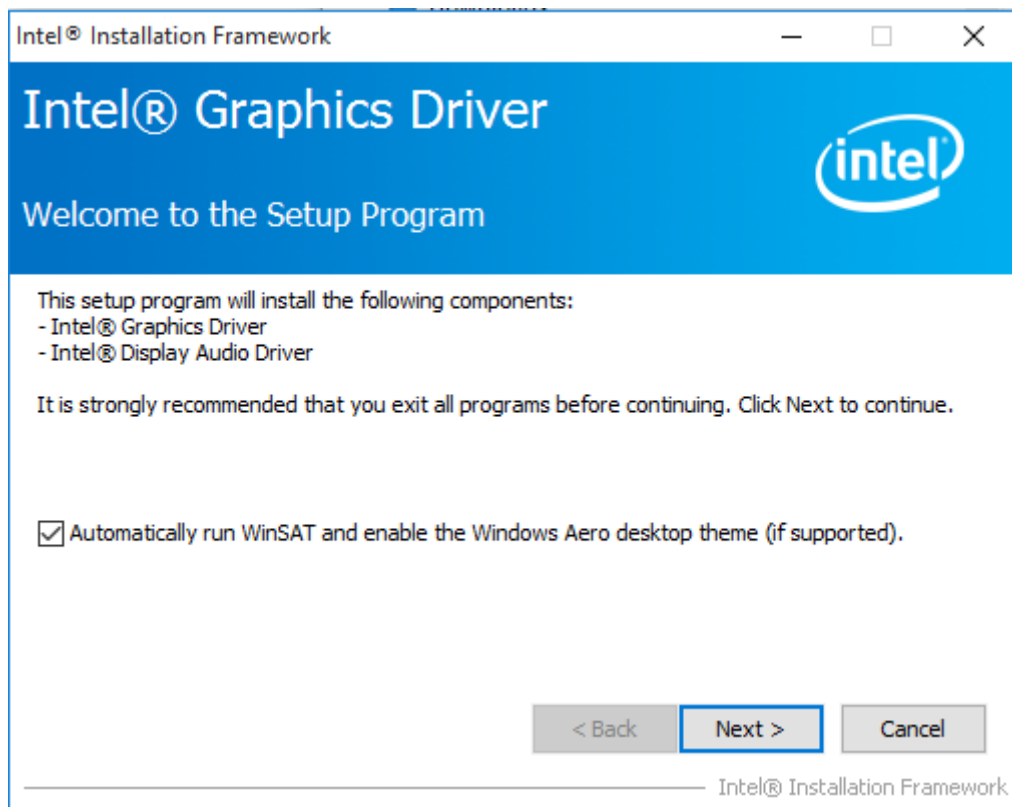 Intel® Installation Framework
Intel® Graphics Driver
intel
Welcome to the Setup Program
This setup program will install the following components:
- Intel® Graphics Driver
- Intel® Display Audio Driver
It is strongly recommended that you exit all programs before continuing. Click Next to continue.
Automatically run WinSAT and enable the Windows Aero desktop theme (if supported).
< Back
Next >
Cancel
Intel® Installation Framework